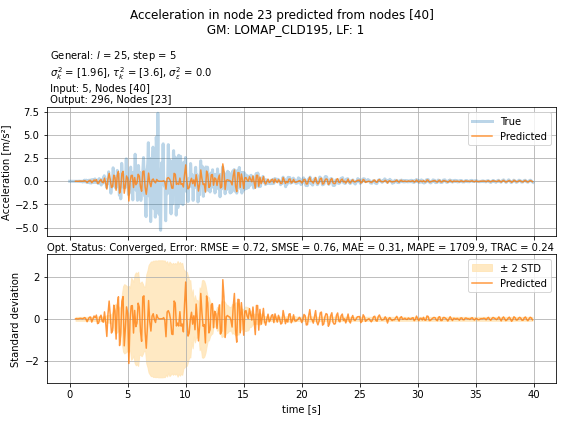 Acceleration in node 23 predicted from nodes [40]
GM: LOMAP_CLD195, LF: 1
General: l = 25, step = 5
σ²ₖ = [1.96], τ²ₖ = [3.6], σ²ₑ = 0.0
Input: 5, Nodes [40]
Output: 296, Nodes [23]
Acceleration [m/s²]
7.5
5.0
2.5
0.0
−2.5
−5.0
True
Predicted
Opt. Status: Converged, Error: RMSE = 0.72, SMSE = 0.76, MAE = 0.31, MAPE = 1709.9, TRAC = 0.24
Standard deviation
2
0
−2
± 2 STD
Predicted
0 5 10 15 20 25 30 35 40
time [s]